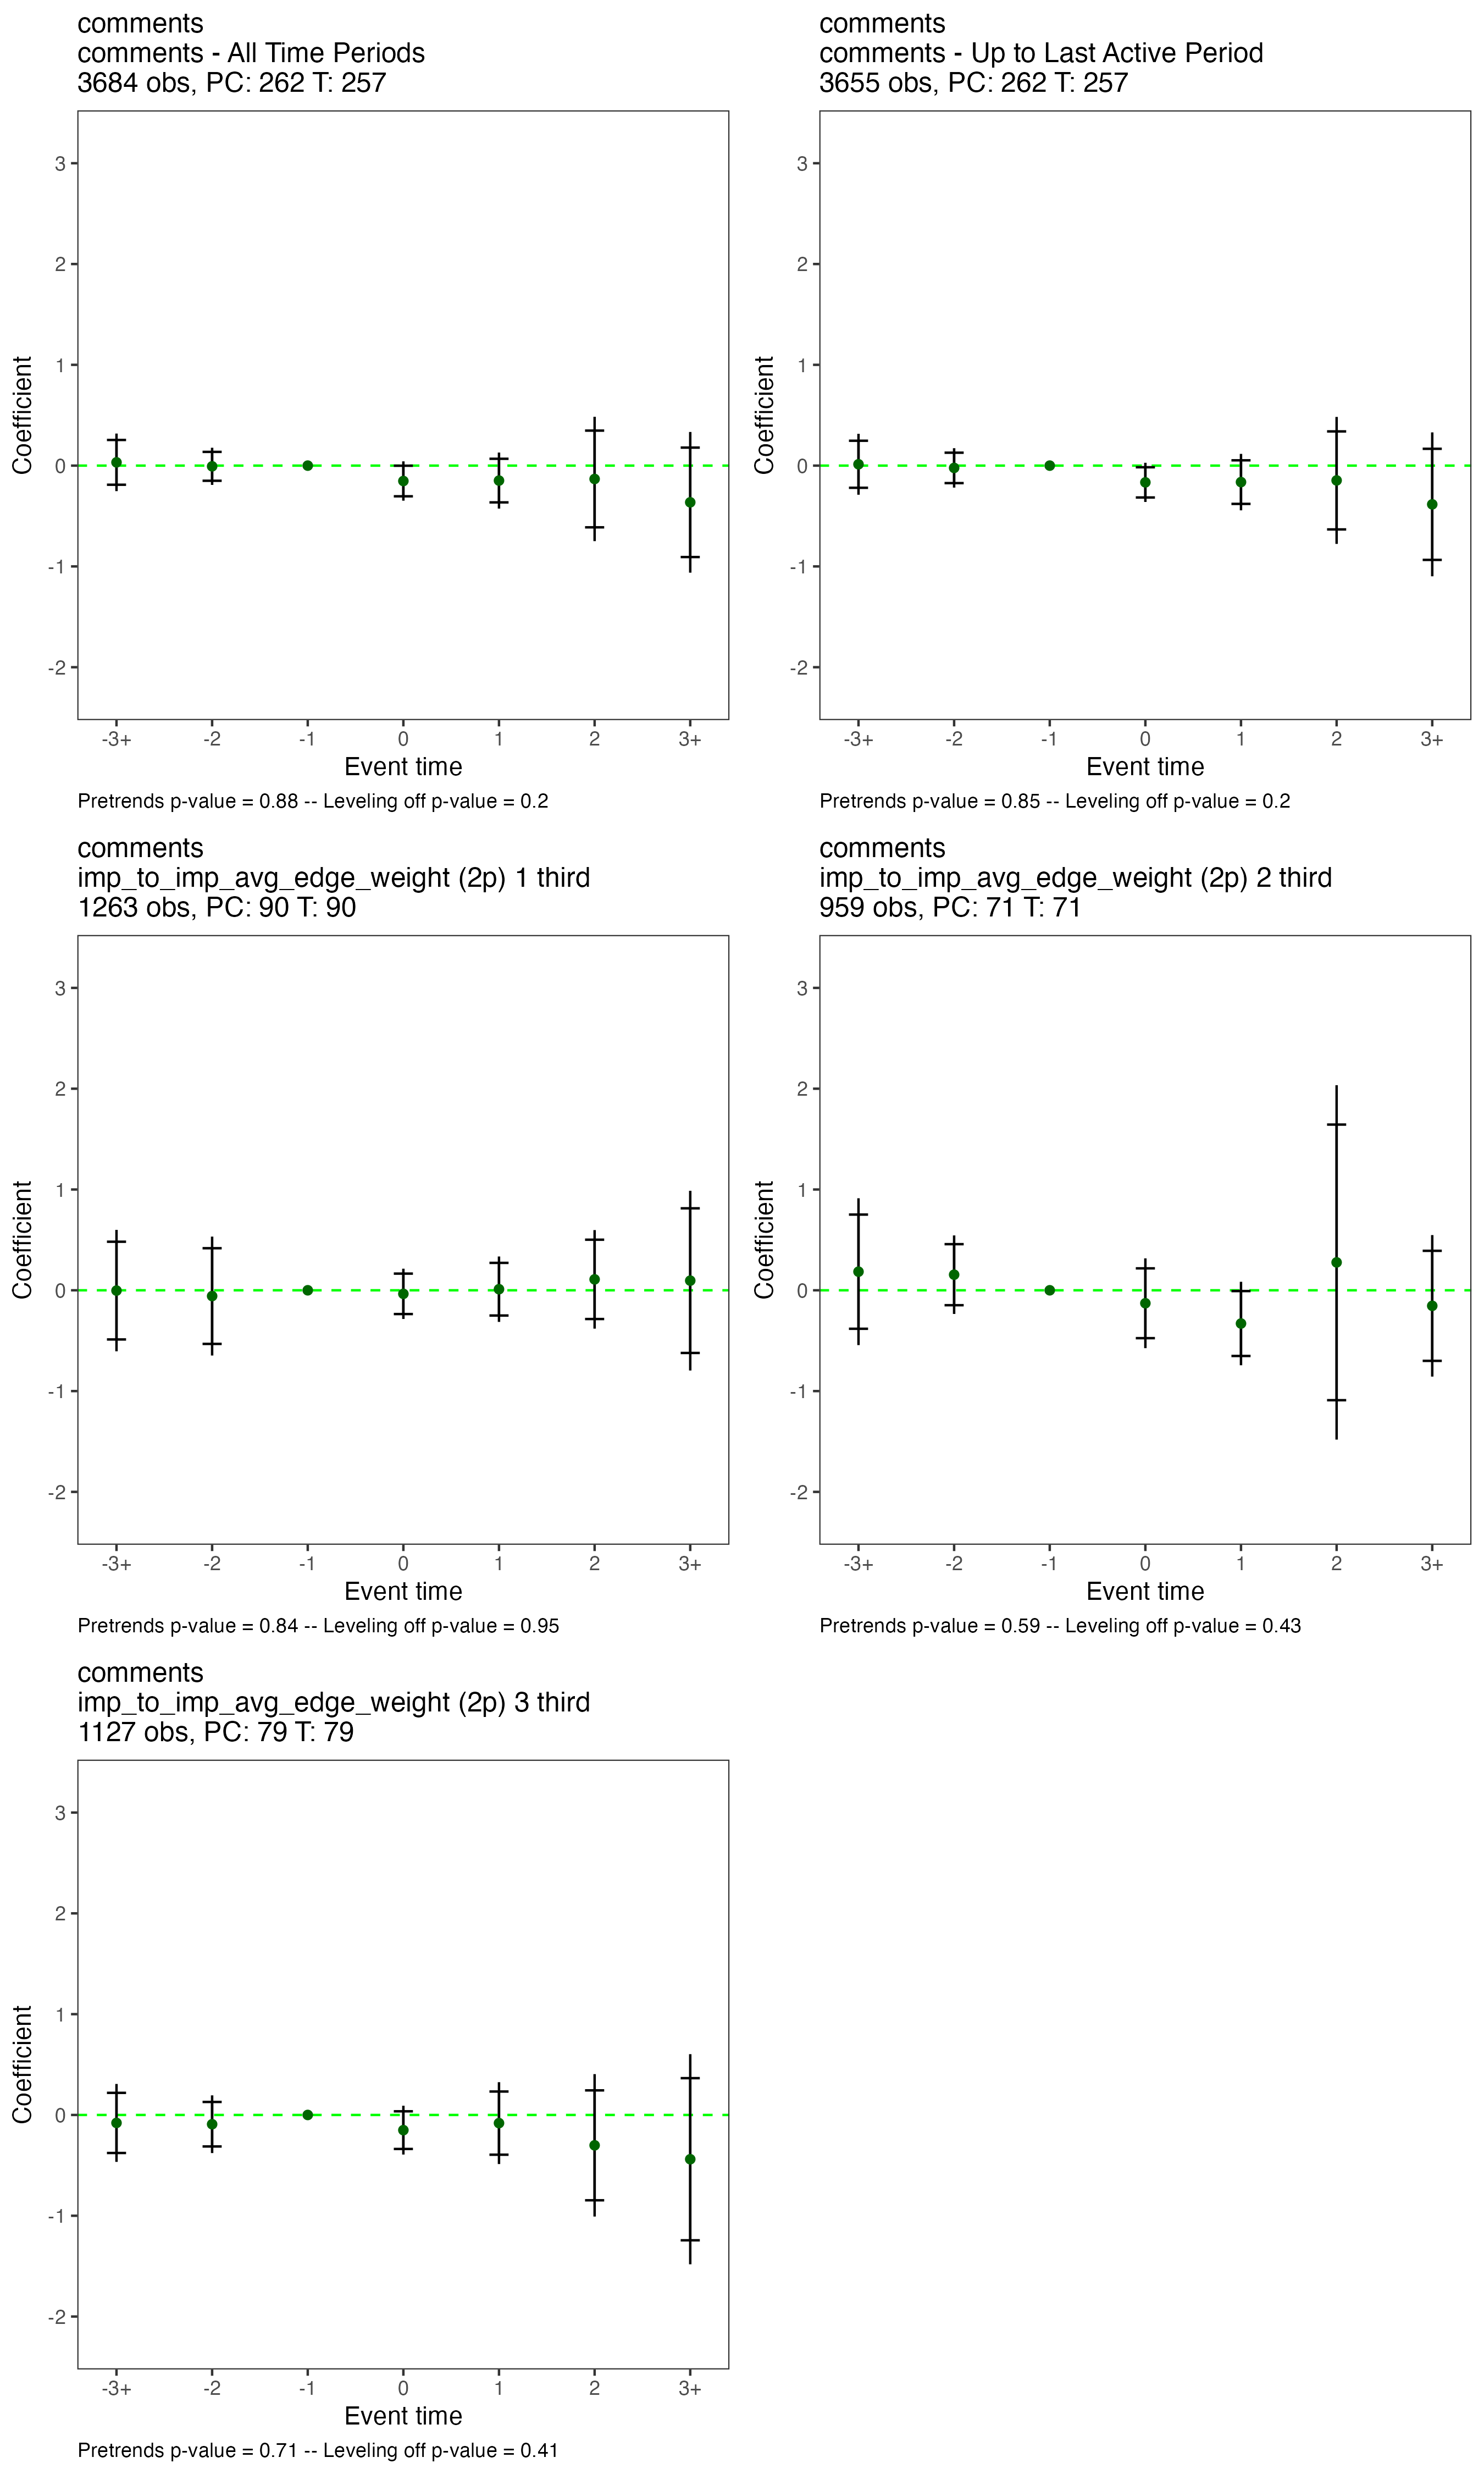 comments
comments - All Time Periods
3684 obs, PC: 262 T: 257
Coefficient
3
2
1
0
-1
-2
-3+ -2 -1 0 1 2 3+
Event time
Pretrends p-value = 0.88 -- Leveling off p-value = 0.2
comments
comments - Up to Last Active Period
3655 obs, PC: 262 T: 257
Coefficient
3
2
1
0
-1
-2
-3+ -2 -1 0 1 2 3+
Event time
Pretrends p-value = 0.85 -- Leveling off p-value = 0.2
comments
imp_to_imp_avg_edge_weight (2p) 1 third
1263 obs, PC: 90 T: 90
Coefficient
3
2
1
0
-1
-2
-3+ -2 -1 0 1 2 3+
Event time
Pretrends p-value = 0.84 -- Leveling off p-value = 0.95
comments
imp_to_imp_avg_edge_weight (2p) 2 third
959 obs, PC: 71 T: 71
Coefficient
3
2
1
0
-1
-2
-3+ -2 -1 0 1 2 3+
Event time
Pretrends p-value = 0.59 -- Leveling off p-value = 0.43
comments
imp_to_imp_avg_edge_weight (2p) 3 third
1127 obs, PC: 79 T: 79
Coefficient
3
2
1
0
-1
-2
-3+ -2 -1 0 1 2 3+
Event time
Pretrends p-value = 0.71 -- Leveling off p-value = 0.41